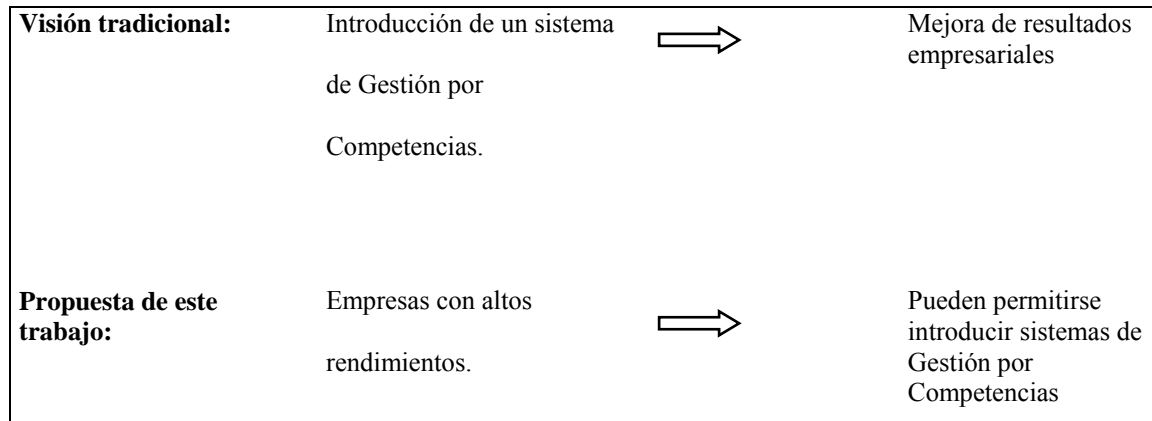 Visión tradicional:
Introducción de un sistema
de Gestión por
Competencias.
Mejora de resultados
empresariales
Propuesta de este
trabajo:
Empresas con altos
rendimientos.
Pueden permitirse
introducir sistemas de
Gestión por
Competencias